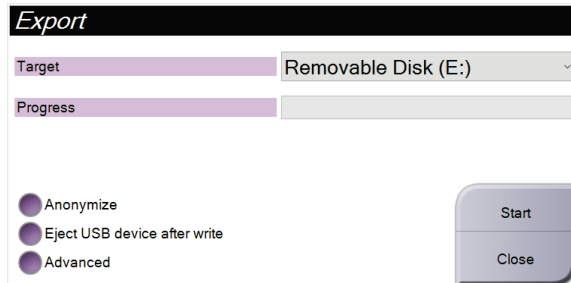 Export
Target
Removable Disk (E:)
Progress
Anonymize
Eject USB device after write
Advanced
Start
Close